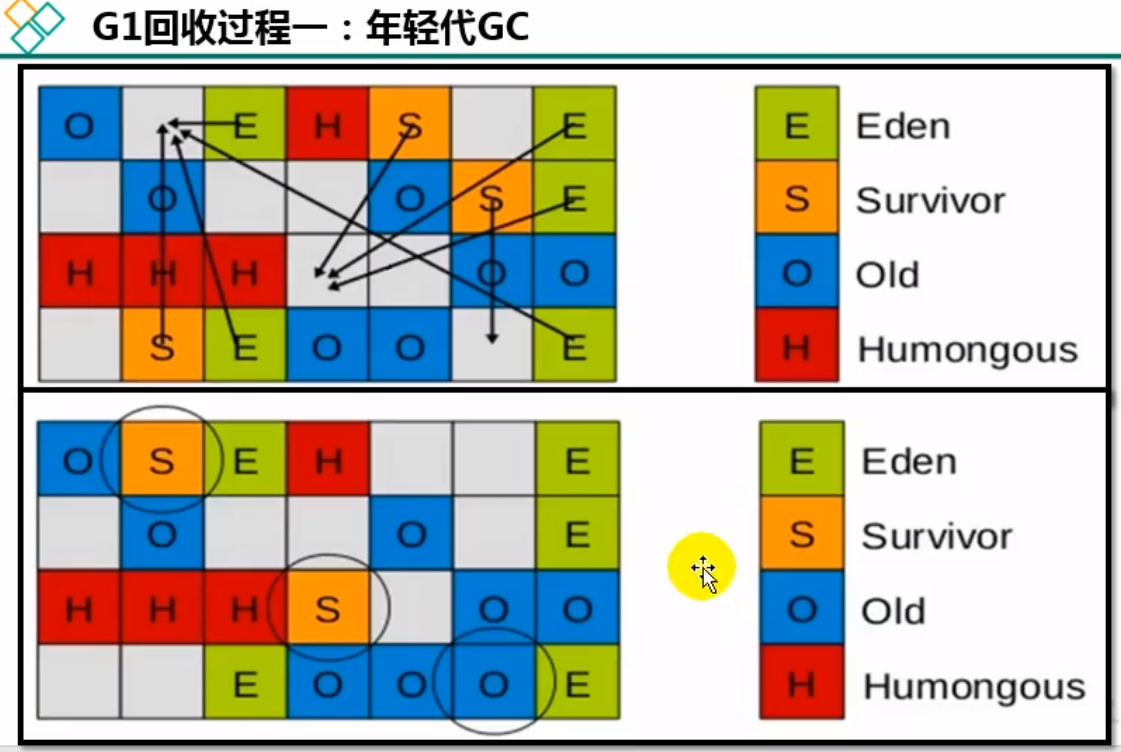 G1回收过程一：年轻代GC
O E H S E E Eden
O O S E S Survivor
H H H O O O Old
S E O O E H Humongous
O S E H E E Eden
O O E S Survivor
H H H S O O O Old
E O O O E H Humongous